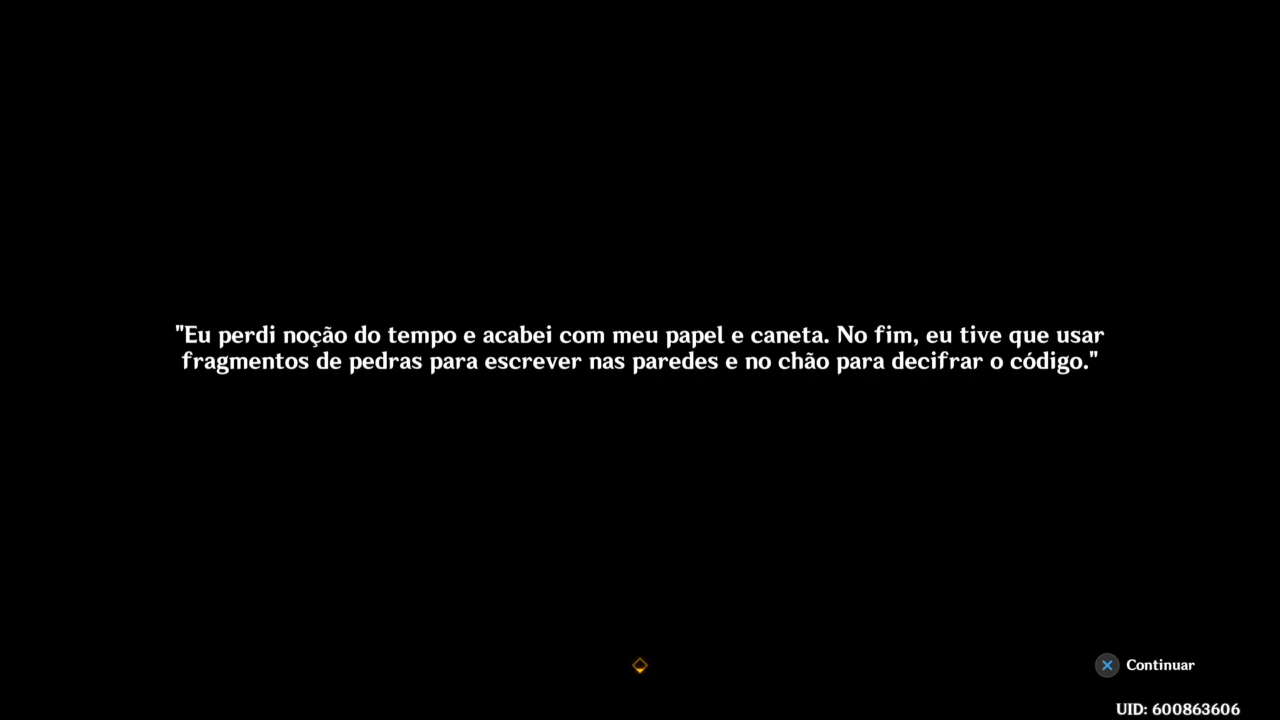 "Eu perdi noção do tempo e acabei com meu papel e caneta. No fim, eu tive que usar
fragmentos de pedras para escrever nas paredes e no chão para decifrar o código."
Continuar
UID: 600863606